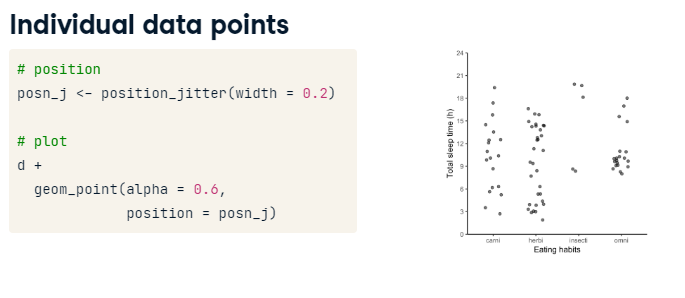 Individual data points
# position
posn_j <- position_jitter(width = 0.2)
# plot
d +
geom_point(alpha = 0.6,
position = posn_j)
24
21
18
15
12
9
6
3
0
Total sleep time (h)
carni herbi insecti omni
Eating habits